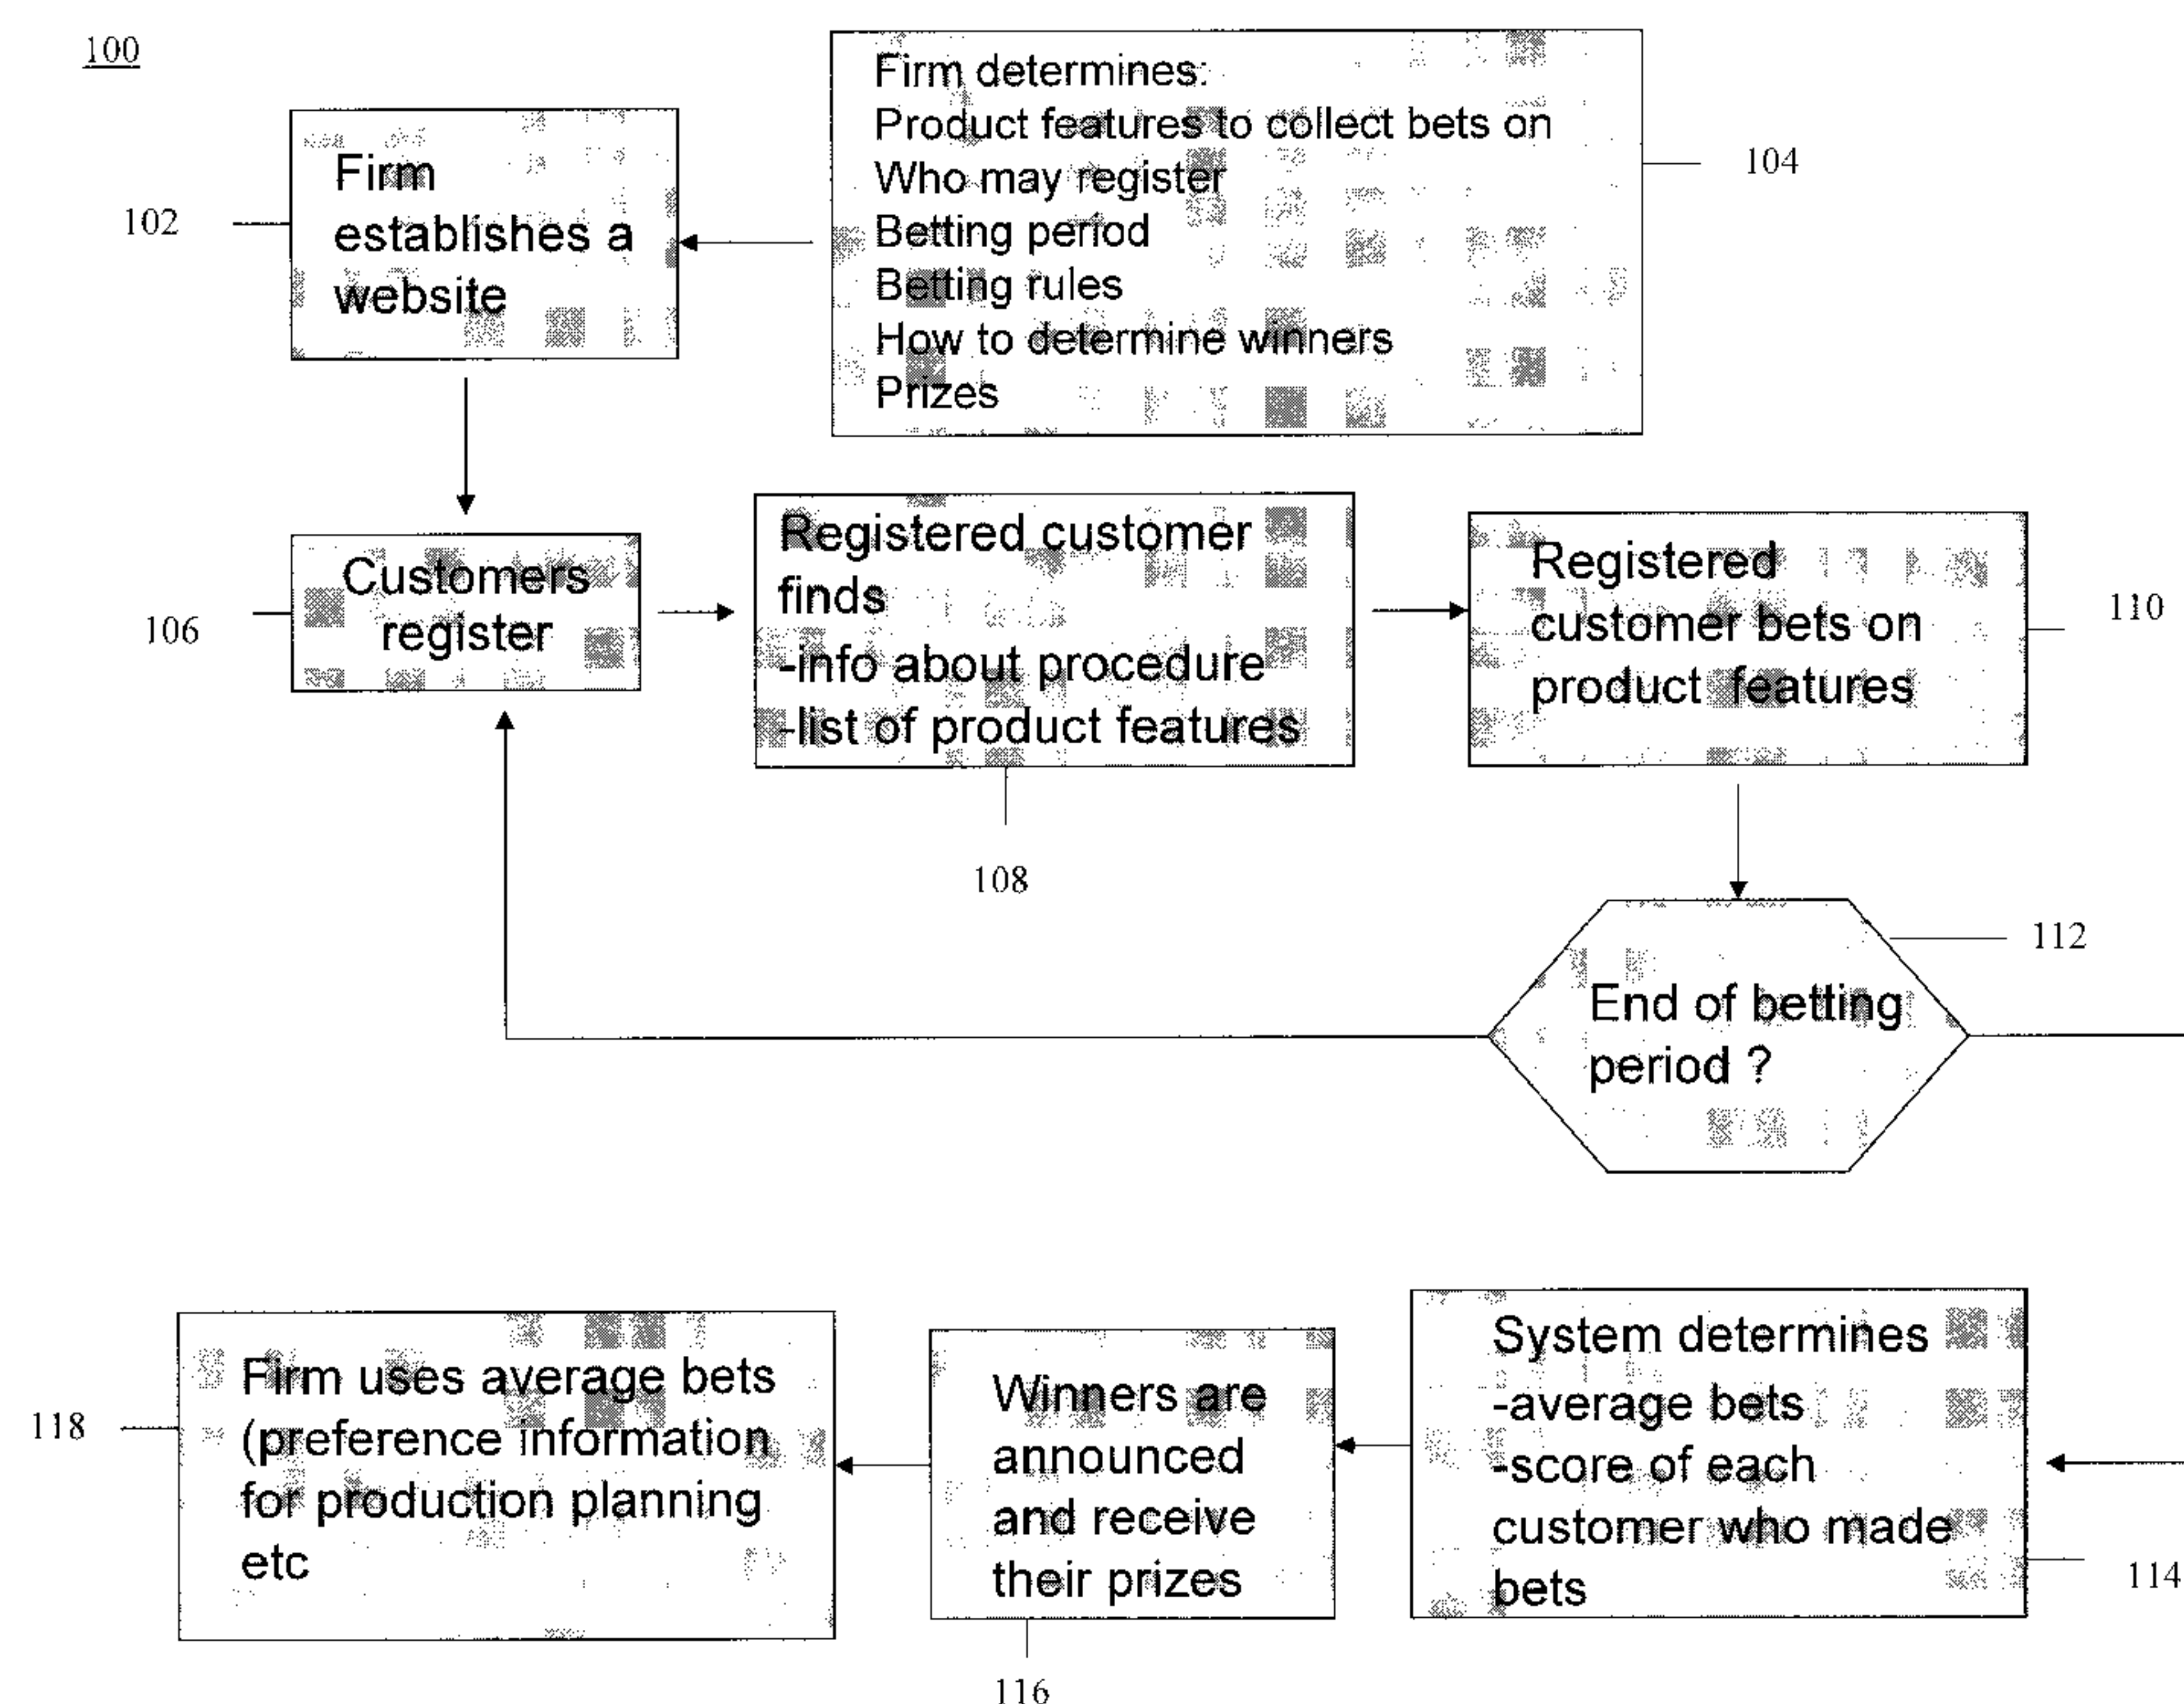 100
Firm determines:
Product features to collect bets on
Who may register
Betting period
Betting rules
How to determine winners
Prizes
104
Firm
establishes a
website
102
Customers
register
106
Registered customer
finds
-info about procedure
-list of product features
108
Registered
customer bets on
product features
110
End of betting
period ?
112
System determines
-average bets
-score of each
customer who made
bets
114
Winners are
announced
and receive
their prizes
116
Firm uses average bets
(preference information
for production planning
etc
118